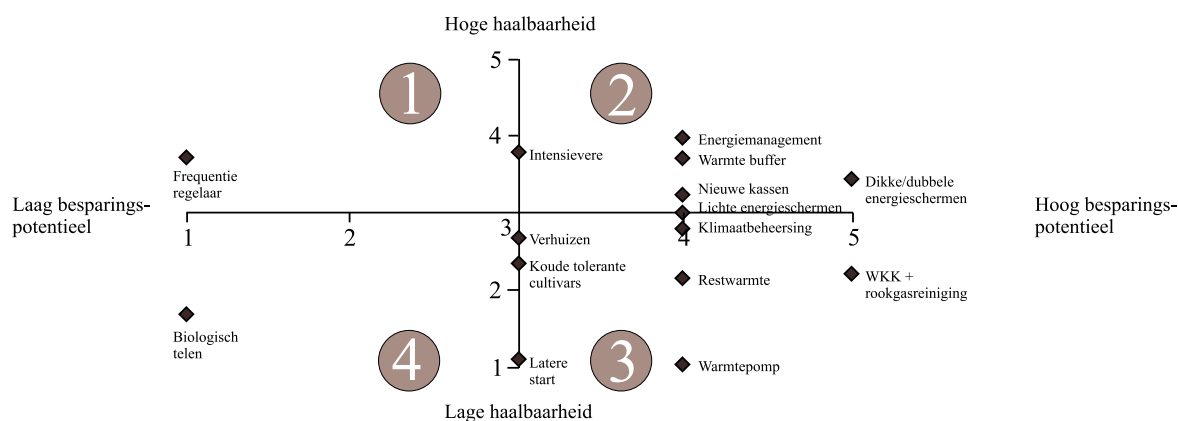 Hoge haalbaarheid
5
1
2
4
Energiemanagement
Intensievere
Warmte buffer
Frequentie
regelaar
Nieuwe kassen
Dikke/dubbele
energieschermen
Laag besparings-
potentieel
Lichte energieschermen
Hoog besparings-
potentieel
1
2
3
4
5
Klimaatbeheersing
Verhuizen
Koude tolerante
cultivars
2
Restwarmte
WKK +
rookgasreiniging
Biologisch
telen
4
1
Latere
start
3
Warmtepomp
Lage haalbaarheid